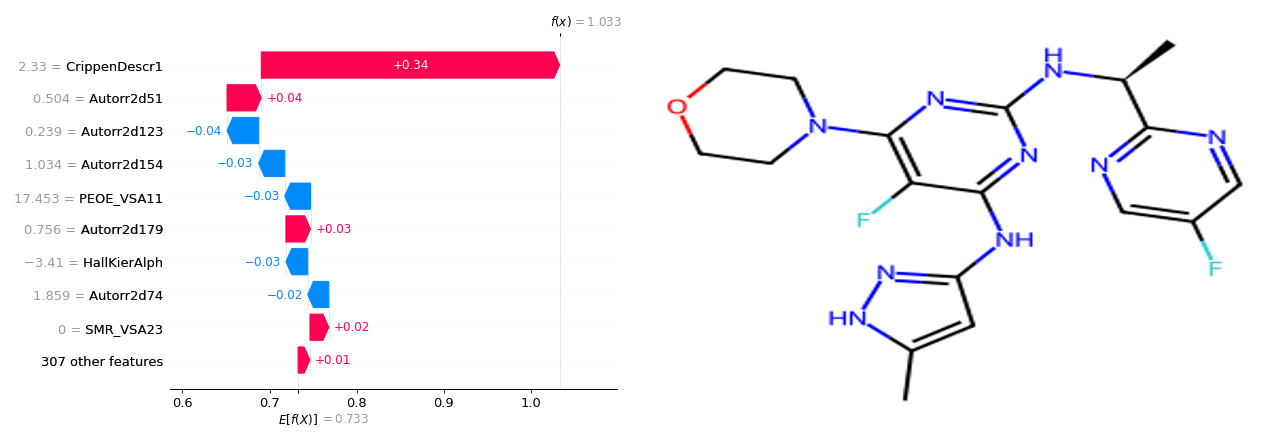 f(x) = 1.033
2.33 = CrippenDescr1
+0.34
0.504 = Autorr2d51
+0.04
0.239 = Autorr2d123
−0.04
1.034 = Autorr2d154
−0.03
17.453 = PEOE_VSA11
−0.03
0.756 = Autorr2d179
+0.03
−3.41 = HallKierAlph
−0.03
1.859 = Autorr2d74
−0.02
0 = SMR_VSA23
+0.02
307 other features
+0.01
0.6 0.7 0.8 0.9 1.0
E[f(X)] = 0.733
H
N
N
O
N
N
N
N
F
NH
N
F
HN